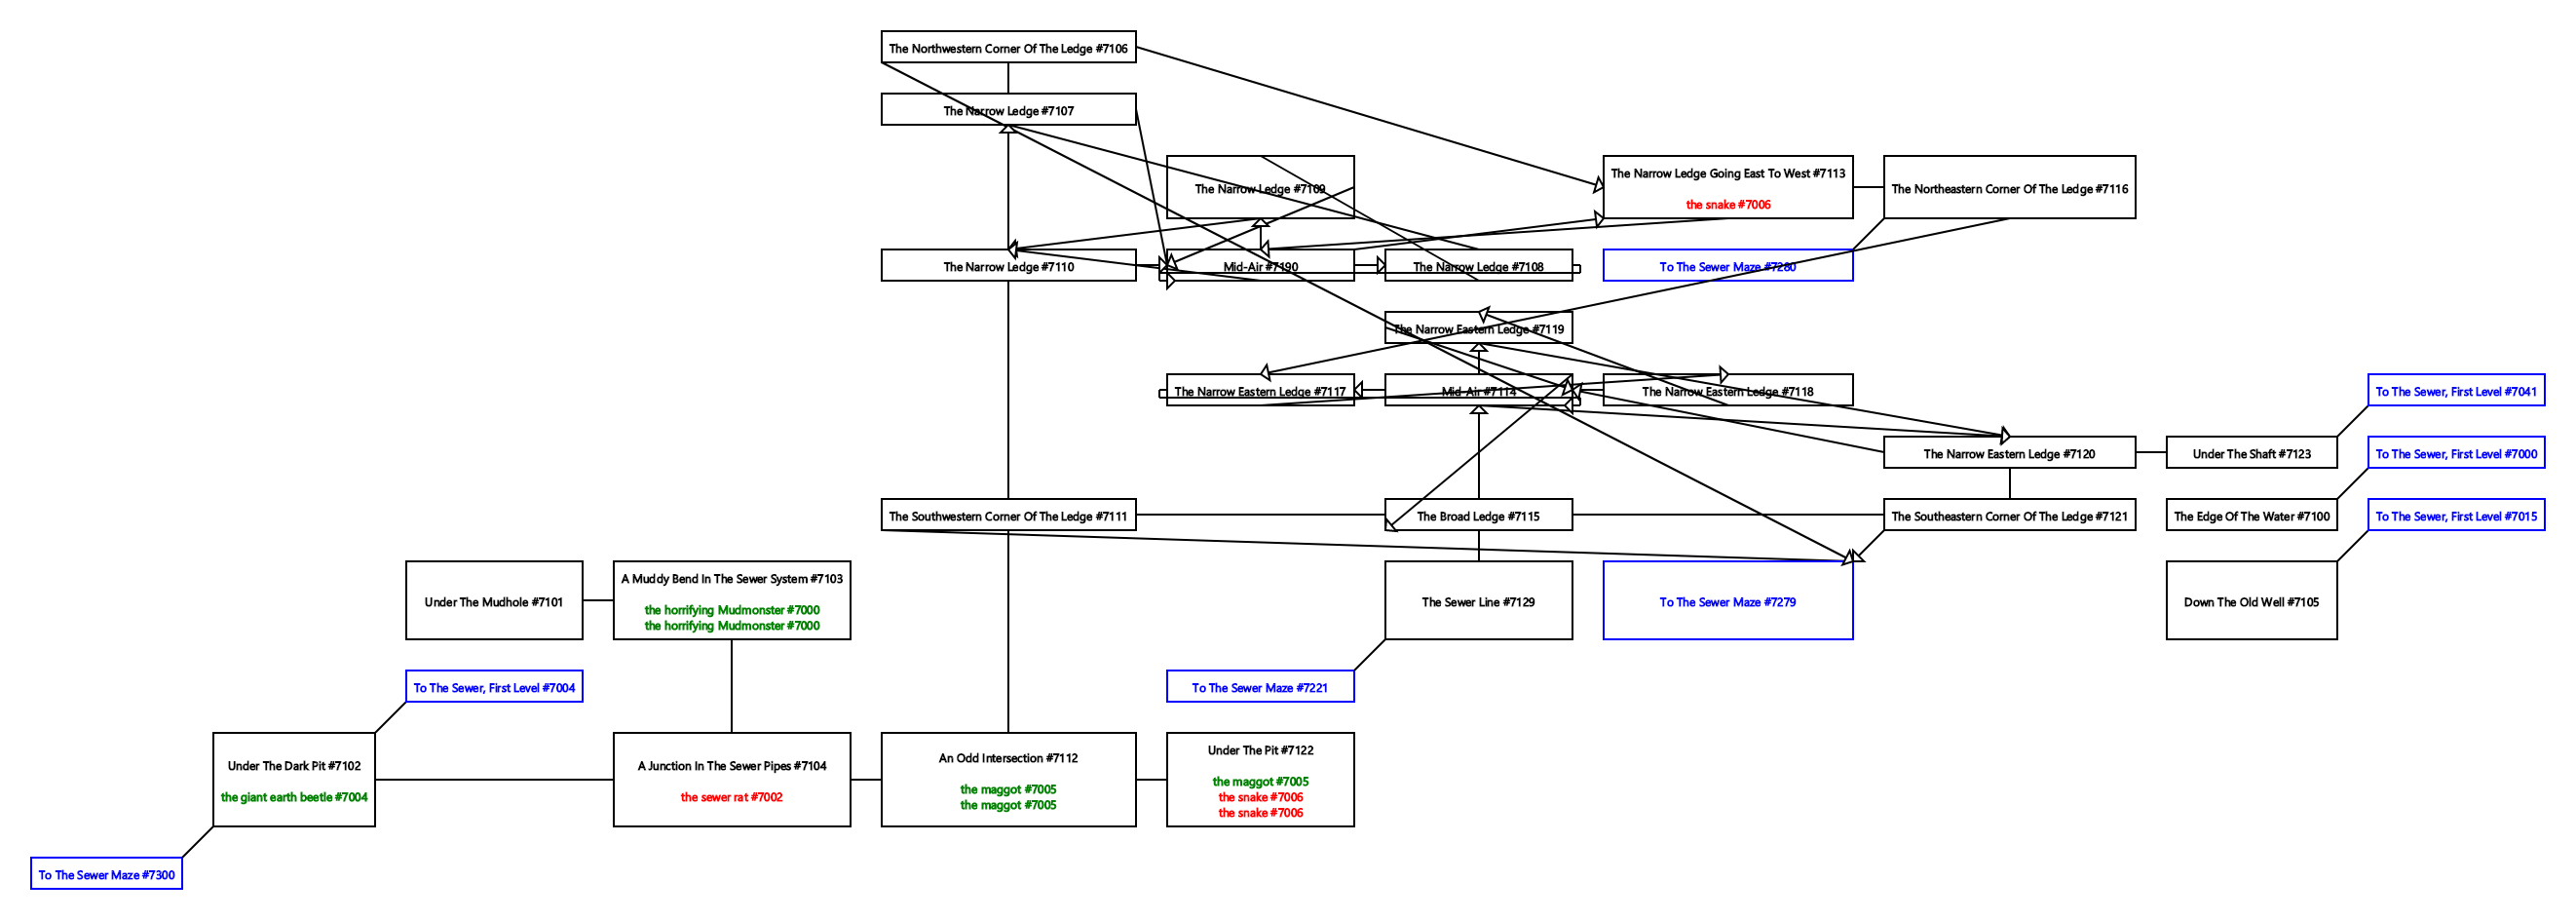 The Northwestern Corner Of The Ledge #7106
The Narrow Ledge #7107
The Narrow Ledge #7109
The Narrow Ledge Going East To West #7113
the snake #7006
The Northeastern Corner Of The Ledge #7116
The Narrow Ledge #7110
Mid-Air #7190
The Narrow Ledge #7108
To The Sewer Maze #7280
The Narrow Eastern Ledge #7119
The Narrow Eastern Ledge #7117
Mid-Air #7114
The Narrow Eastern Ledge #7118
To The Sewer, First Level #7041
The Narrow Eastern Ledge #7120
Under The Shaft #7123
To The Sewer, First Level #7000
The Southwestern Corner Of The Ledge #7111
The Broad Ledge #7115
The Southeastern Corner Of The Ledge #7121
The Edge Of The Water #7100
To The Sewer, First Level #7015
Under The Mudhole #7101
A Muddy Bend In The Sewer System #7103
the horrifying Mudmonster #7000
the horrifying Mudmonster #7000
The Sewer Line #7129
To The Sewer Maze #7279
Down The Old Well #7105
To The Sewer, First Level #7004
To The Sewer Maze #7221
Under The Dark Pit #7102
the giant earth beetle #7004
A Junction In The Sewer Pipes #7104
the sewer rat #7002
An Odd Intersection #7112
the maggot #7005
the maggot #7005
Under The Pit #7122
the maggot #7005
the snake #7006
the snake #7006
To The Sewer Maze #7300